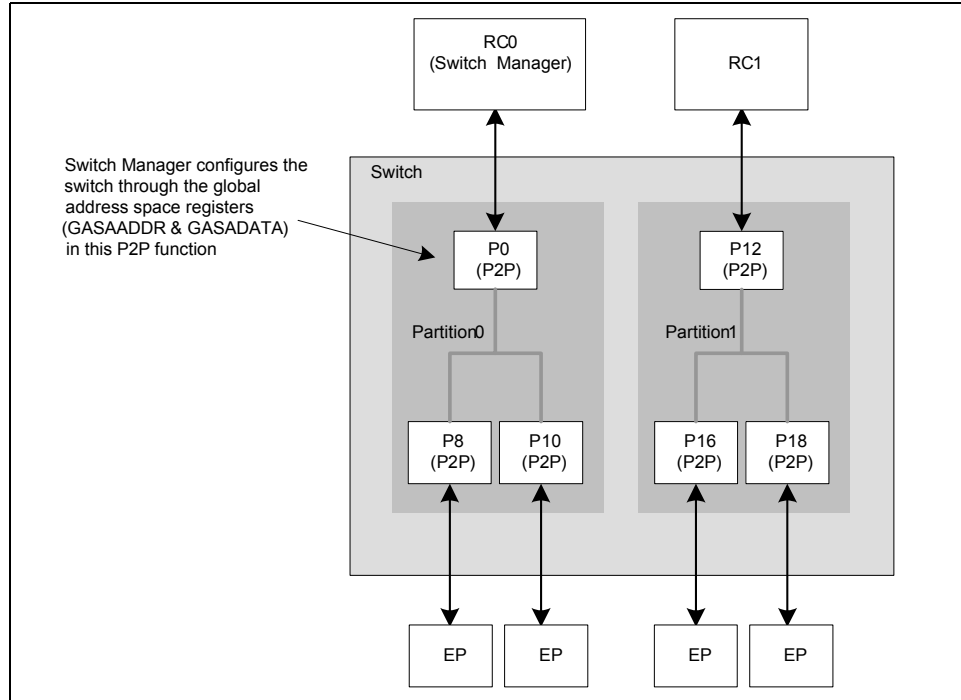 RC0
(Switch Manager)
RC1
Switch Manager configures the
switch through the global
address space registers
(GASAADDR & GASADATA)
in this P2P function
Switch
P0
(P2P)
P12
(P2P)
Partition0
Partition1
P8
(P2P)
P10
(P2P)
P16
(P2P)
P18
(P2P)
EP
EP
EP
EP